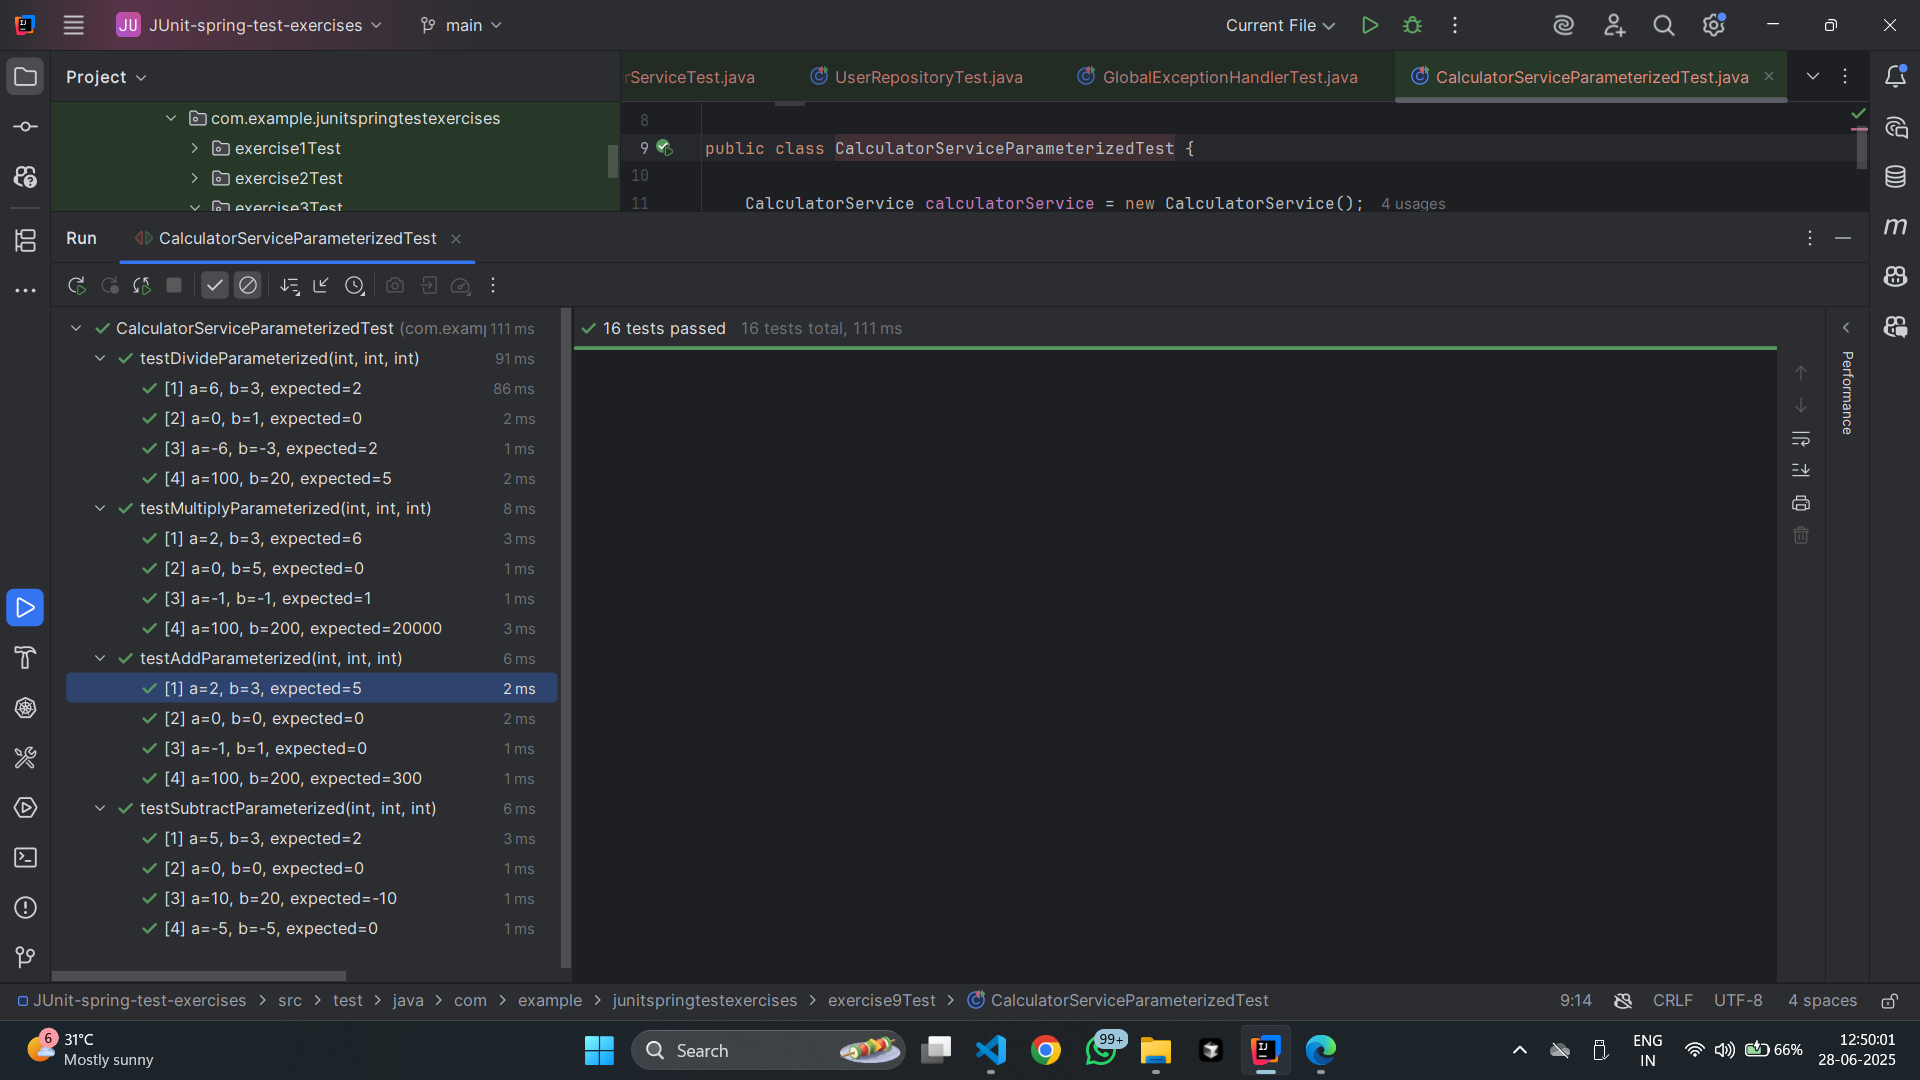 JU JUnit-spring-test-exercises main Current File
Project
rServiceTest.java UserRepositoryTest.java GlobalExceptionHandlerTest.java CalculatorServiceParameterizedTest.java
com.example.junitspringtestexercises
exercise1Test
exercise2Test
exercise3Test
8
9 public class CalculatorServiceParameterizedTest {
10
11 CalculatorService calculatorService = new CalculatorService(); 4 usages
Run CalculatorServiceParameterizedTest
CalculatorServiceParameterizedTest (com.examp 111 ms
testDivideParameterized(int, int, int) 91 ms
[1] a=6, b=3, expected=2 86 ms
[2] a=0, b=1, expected=0 2 ms
[3] a=-6, b=-3, expected=2 1 ms
[4] a=100, b=20, expected=5 2 ms
testMultiplyParameterized(int, int, int) 8 ms
[1] a=2, b=3, expected=6 3 ms
[2] a=0, b=5, expected=0 1 ms
[3] a=-1, b=-1, expected=1 1 ms
[4] a=100, b=200, expected=20000 3 ms
testAddParameterized(int, int, int) 6 ms
[1] a=2, b=3, expected=5 2 ms
[2] a=0, b=0, expected=0 2 ms
[3] a=-1, b=1, expected=0 1 ms
[4] a=100, b=200, expected=300 1 ms
testSubtractParameterized(int, int, int) 6 ms
[1] a=5, b=3, expected=2 3 ms
[2] a=0, b=0, expected=0 1 ms
[3] a=10, b=20, expected=-10 1 ms
[4] a=-5, b=-5, expected=0 1 ms
16 tests passed 16 tests total, 111 ms
Performance
JUnit-spring-test-exercises > src > test > java > com > example > junitspringtestexercises > exercise9Test > CalculatorServiceParameterizedTest 9:14 CRLF UTF-8 4 spaces
6
31°C
Mostly sunny
Search
99+
ENG
IN
66%
12:50:01
28-06-2025